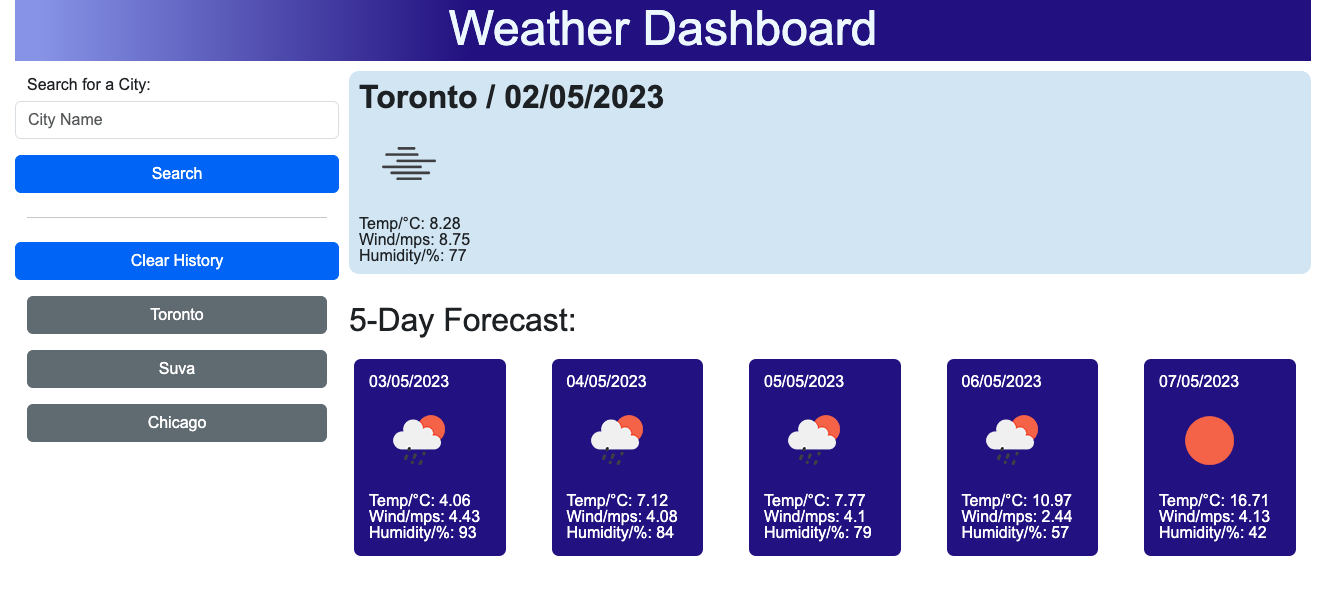 Weather Dashboard
Search for a City:
City Name
Search
Clear History
Toronto
Suva
Chicago
Toronto / 02/05/2023
Temp/°C: 8.28
Wind/mps: 8.75
Humidity/%: 77
5-Day Forecast:
03/05/2023
Temp/°C: 4.06
Wind/mps: 4.43
Humidity/%: 93
04/05/2023
Temp/°C: 7.12
Wind/mps: 4.08
Humidity/%: 84
05/05/2023
Temp/°C: 7.77
Wind/mps: 4.1
Humidity/%: 79
06/05/2023
Temp/°C: 10.97
Wind/mps: 2.44
Humidity/%: 57
07/05/2023
Temp/°C: 16.71
Wind/mps: 4.13
Humidity/%: 42